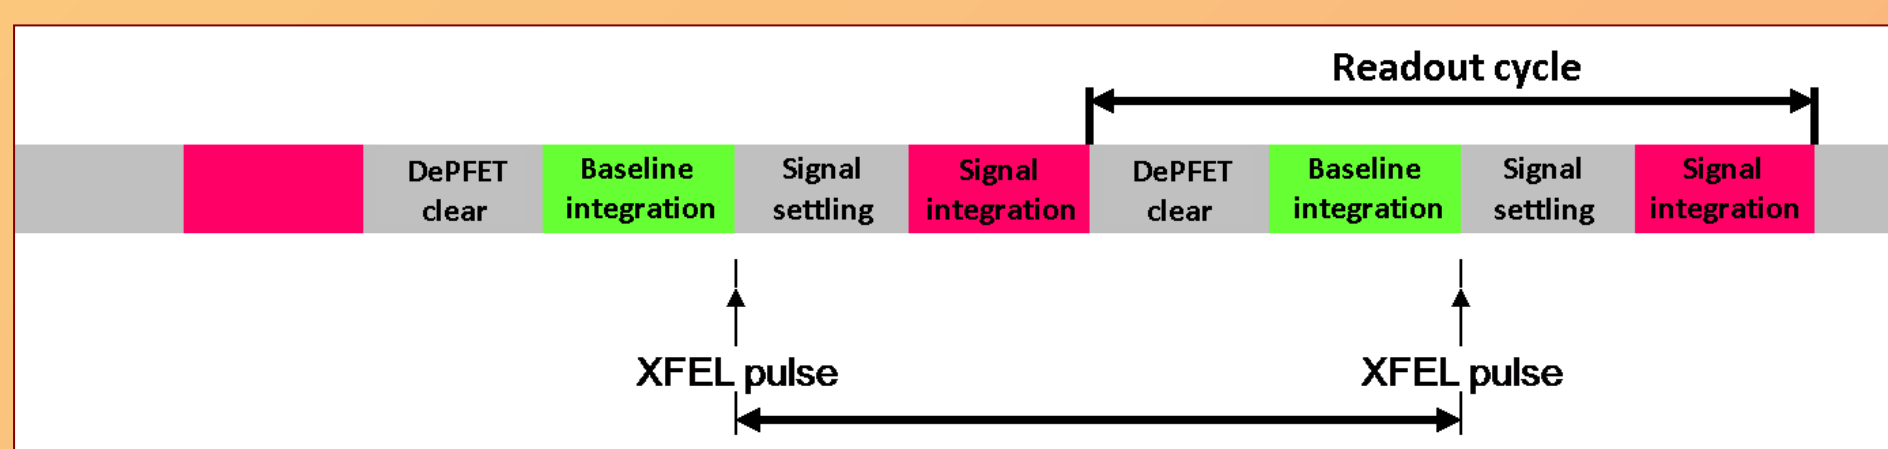 Readout cycle
DePFET
clear
Baseline
integration
Signal
settling
Signal
integration
DePFET
clear
Baseline
integration
Signal
settling
Signal
integration
XFEL pulse
XFEL pulse